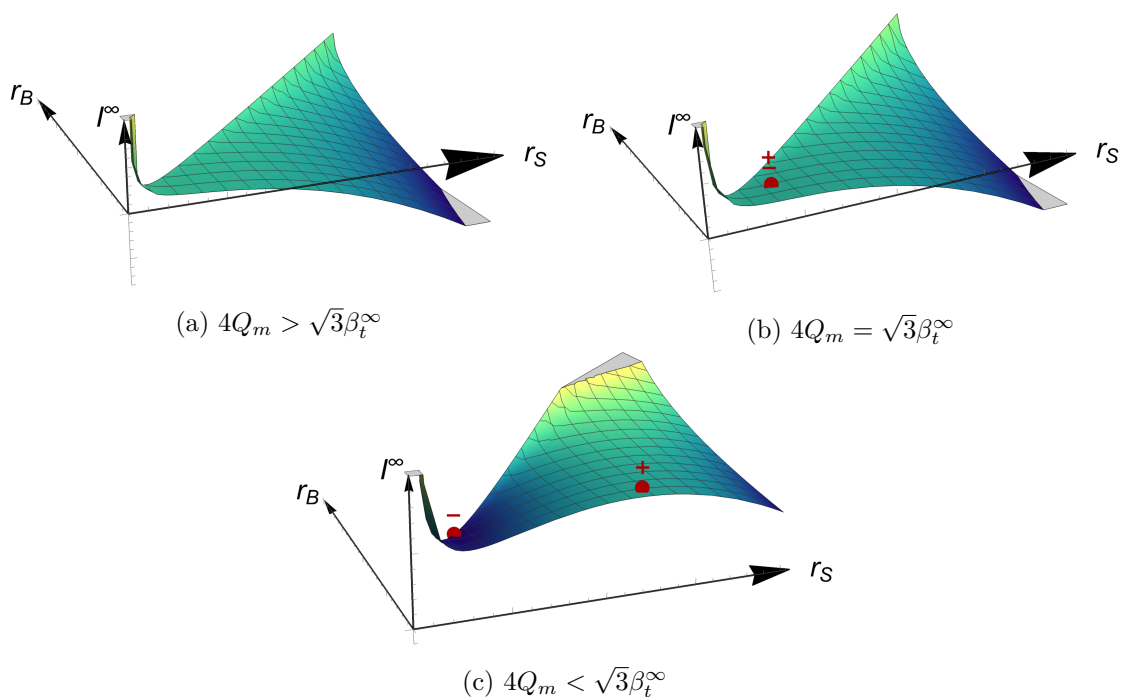 r_B
I^∞
r_S
(a) 4Q_m > √3β_t^∞
r_B
I^∞
+
−
r_S
(b) 4Q_m = √3β_t^∞
r_B
I^∞
−
+
r_S
(c) 4Q_m < √3β_t^∞